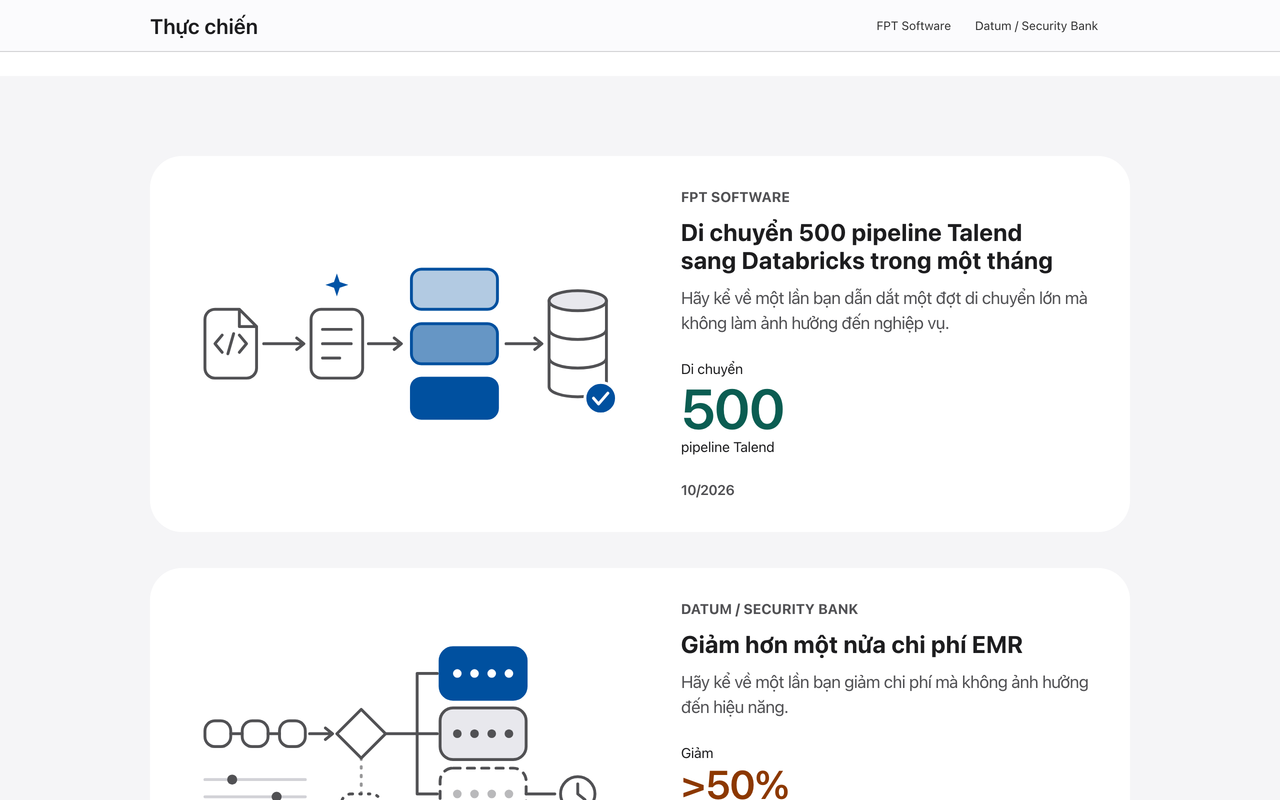 Thực chiến
FPT Software
Datum / Security Bank
FPT SOFTWARE
Di chuyển 500 pipeline Talend
sang Databricks trong một tháng
Hãy kể về một lần bạn dẫn dắt một đợt di chuyển lớn mà
không làm ảnh hưởng đến nghiệp vụ.
Di chuyển
500
pipeline Talend
10/2026
DATUM / SECURITY BANK
Giảm hơn một nửa chi phí EMR
Hãy kể về một lần bạn giảm chi phí mà không ảnh hưởng
đến hiệu năng.
Giảm
>50%